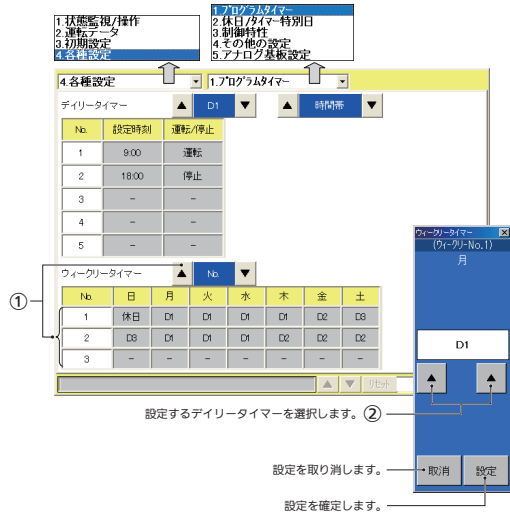 1.状態監視/操作
2.運転データ
3.初期設定
4.各種設定
1.プログラムタイマー
2.休日/タイマー特別日
3.制御特性
4.その他の設定
5.アナログ基板設定
4.各種設定
1.プログラムタイマー
デイリータイマー ▲ D1 ▼ ▲ 時間帯 ▼
No. 設定時刻 運転/停止
1 9:00 運転
2 18:00 停止
3 - -
4 - -
5 - -
ウィークリータイマー ▲ No. ▼
No. 日 月 火 水 木 金 土
1 休日 D1 D1 D1 D1 D2 D3
2 D3 D1 D1 D1 D2 D2 D2
3 - - - - - - -
▲ ▼ リセット
①
ウィークリータイマー X
(ウィークリーNo.1)
月
D1
▲ ▲
取消 設定
設定するデイリータイマーを選択します。②
設定を取り消します。
設定を確定します。